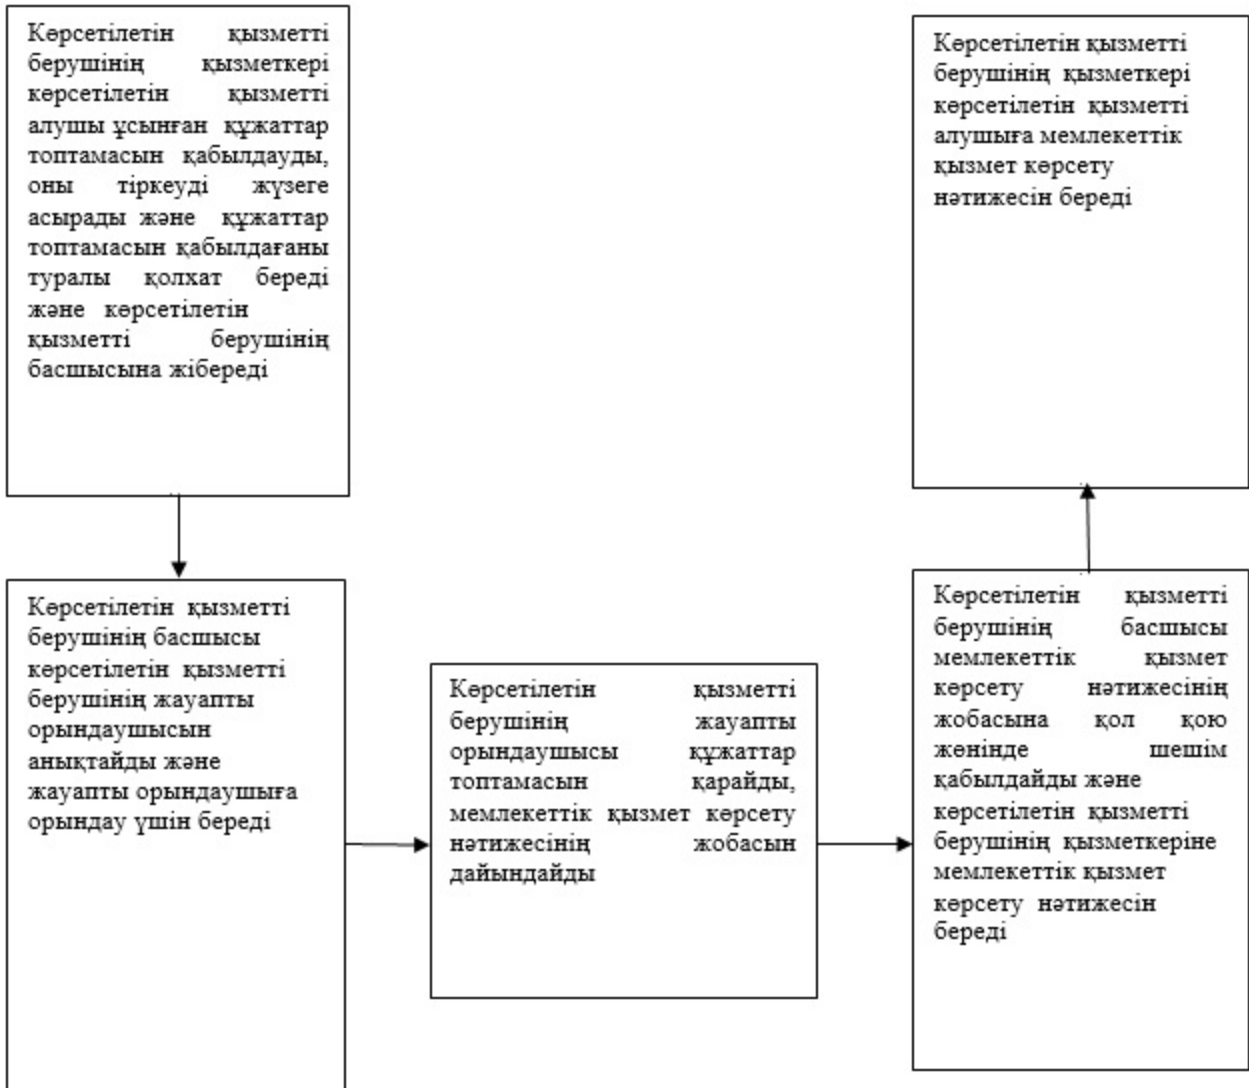 Көрсетілетін қызметті
берушінің қызметкері
көрсетілетін қызметті
алушы ұсынған құжаттар
топтамасын қабылдауды,
оны тіркеуді жүзеге
асырады және құжаттар
топтамасын қабылдағаны
туралы қолхат береді
және көрсетілетін
қызметті берушінің
басшысына жібереді
Көрсетілетін қызметті
берушінің басшысы
көрсетілетін қызметті
берушінің жауапты
орындаушысын
анықтайды және
жауапты орындаушыға
орындау үшін береді
Көрсетілетін қызметті
берушінің жауапты
орындаушысы құжаттар
топтамасын қарайды,
мемлекеттік қызмет көрсету
нәтижесінің жобасын
дайындайды
Көрсетілетін қызметті
берушінің басшысы
мемлекеттік қызмет
көрсету нәтижесінің
жобасына қол қою
жөнінде шешім
қабылдайды және
көрсетілетін қызметті
берушінің қызметкеріне
мемлекеттік қызмет
көрсету нәтижесін
береді
Көрсетілетін қызметті
берушінің қызметкері
көрсетілетін қызметті
алушыға мемлекеттік
қызмет көрсету
нәтижесін береді